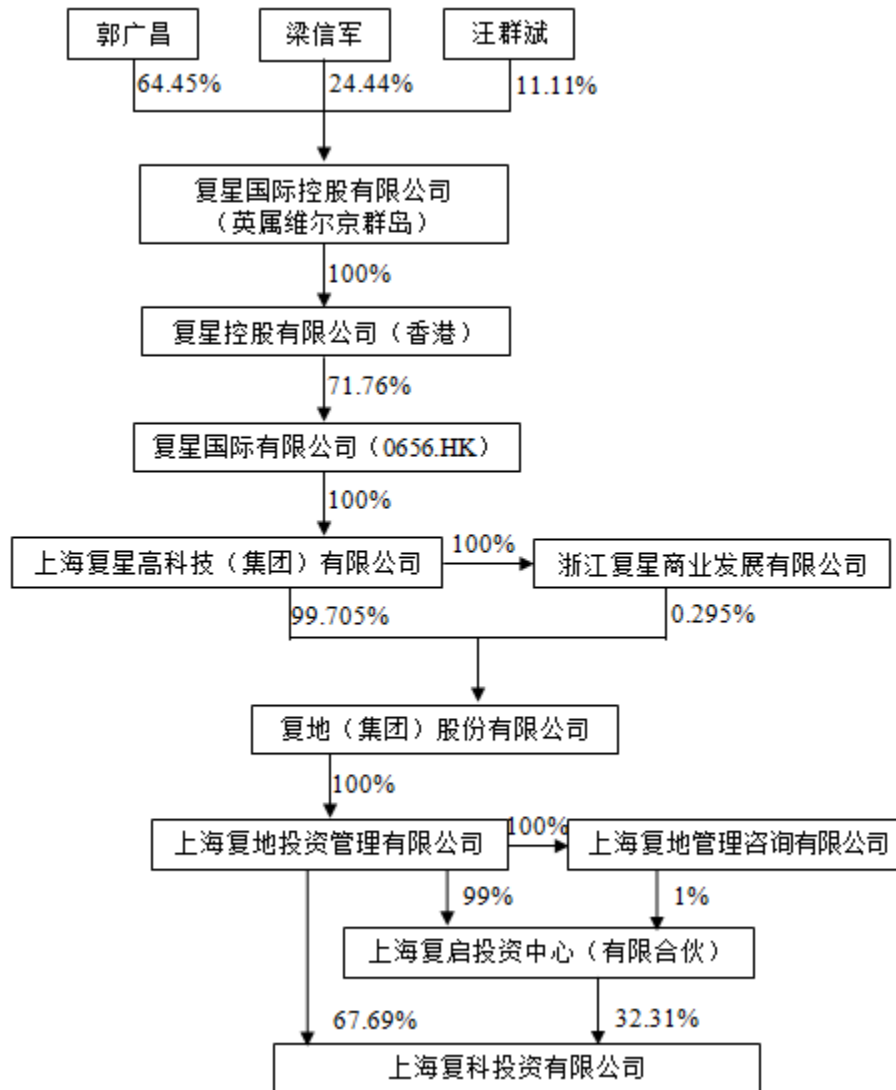 郭广昌
梁信军
汪群斌
64.45%
24.44%
11.11%
复星国际控股有限公司
（英属维尔京群岛）
100%
复星控股有限公司（香港）
71.76%
复星国际有限公司（0656.HK）
100%
上海复星高科技（集团）有限公司
100%
浙江复星商业发展有限公司
99.705%
0.295%
复地（集团）股份有限公司
100%
上海复地投资管理有限公司
100%
上海复地管理咨询有限公司
99%
1%
上海复启投资中心（有限合伙）
67.69%
32.31%
上海复科投资有限公司